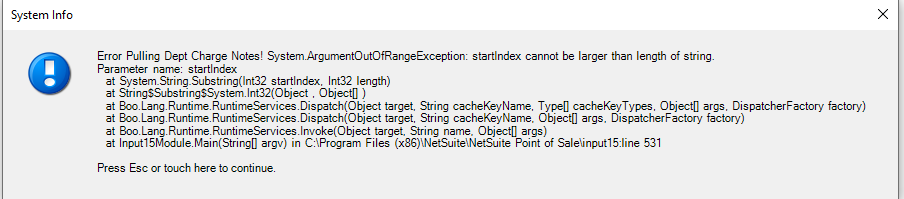 System Info
Error Pulling Dept Charge Notes! System.ArgumentOutOfRangeException: startIndex cannot be larger than length of string.
Parameter name: startIndex
at System.String.Substring(Int32 startIndex, Int32 length)
at String$Substring$System.Int32(Object , Object[] )
at Boo.Lang.Runtime.RuntimeServices.Dispatch(Object target, String cacheKeyName, Type[] cacheKeyTypes, Object[] args, DispatcherFactory factory)
at Boo.Lang.Runtime.RuntimeServices.Dispatch(Object target, String cacheKeyName, Object[] args, DispatcherFactory factory)
at Boo.Lang.Runtime.RuntimeServices.Invoke(Object target, String name, Object[] args)
at Input15Module.Main(String[] argv) in C:\Program Files (x86)\NetSuite\NetSuite Point of Sale\input15:line 531
Press Esc or touch here to continue.